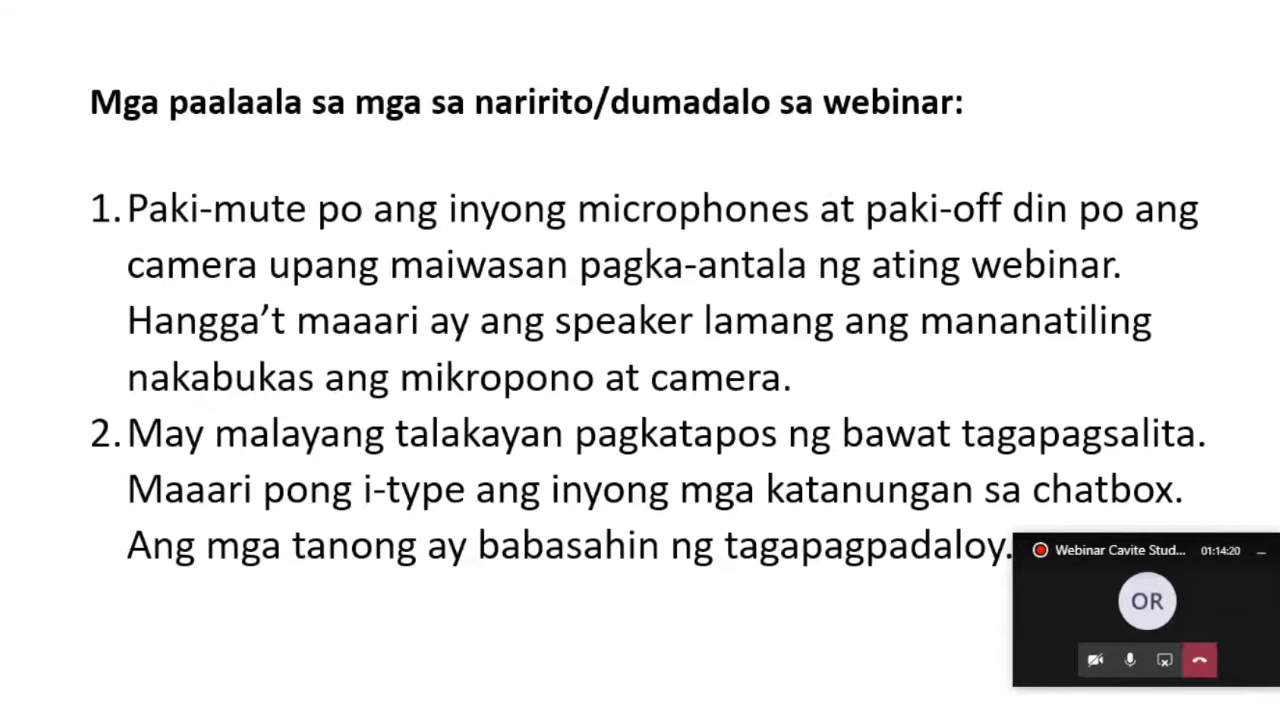 Mga paalaala sa mga sa naririto/dumadalo sa webinar:
1. Paki-mute po ang inyong microphones at paki-off din po ang
camera upang maiwasan pagka-antala ng ating webinar.
Hangga’t maaari ay ang speaker lamang ang mananatiling
nakabukas ang mikropono at camera.
2. May malayang talakayan pagkatapos ng bawat tagapagsalita.
Maaari pong i-type ang inyong mga katanungan sa chatbox.
Ang mga tanong ay babasahin ng tagapagpadaloy.
Webinar Cavite Stud... 01:14:20
OR